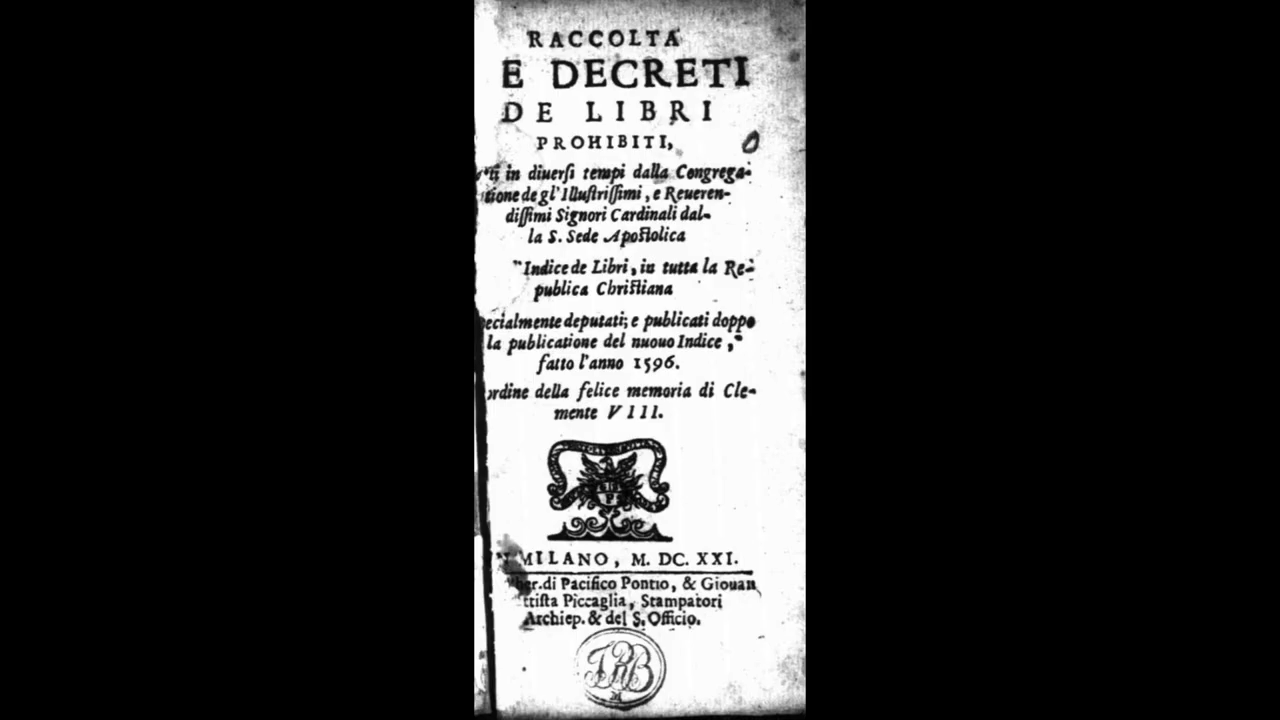 RACCOLTA
E DECRETI
DE LIBRI
PROHIBITI,
in diuersi tempi dalla Congrega-
tione de gl'Illustrissimi, e Reueren-
dissimi Signori Cardinali dal-
la S. Sede Apostolica
Indice de Libri, in tutta la Re-
publica Christiana
ecialmente deputati; e publicati doppo
la publicatione del nuouo Indice,
fatto l'anno 1596.
ordine della felice memoria di Cle-
mente VIII.
MILANO, M. DC. XXI.
her. di Pacifico Pontio, & Giouan
ttista Piccaglia, Stampatori
Archiep. & del S. Officio.